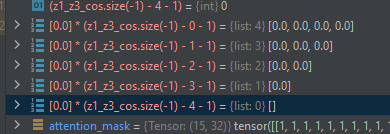 (z1_z3_cos.size(-1) - 4 - 1) = {int} 0
[0.0] * (z1_z3_cos.size(-1) - 0 - 1) = {list: 4} [0.0, 0.0, 0.0, 0.0]
[0.0] * (z1_z3_cos.size(-1) - 1 - 1) = {list: 3} [0.0, 0.0, 0.0]
[0.0] * (z1_z3_cos.size(-1) - 2 - 1) = {list: 2} [0.0, 0.0]
[0.0] * (z1_z3_cos.size(-1) - 3 - 1) = {list: 1} [0.0]
[0.0] * (z1_z3_cos.size(-1) - 4 - 1) = {list: 0} []
attention_mask = {Tensor: (15, 32)} tensor([[1, 1, 1, 1, 1, 1, 1, 1, 1,